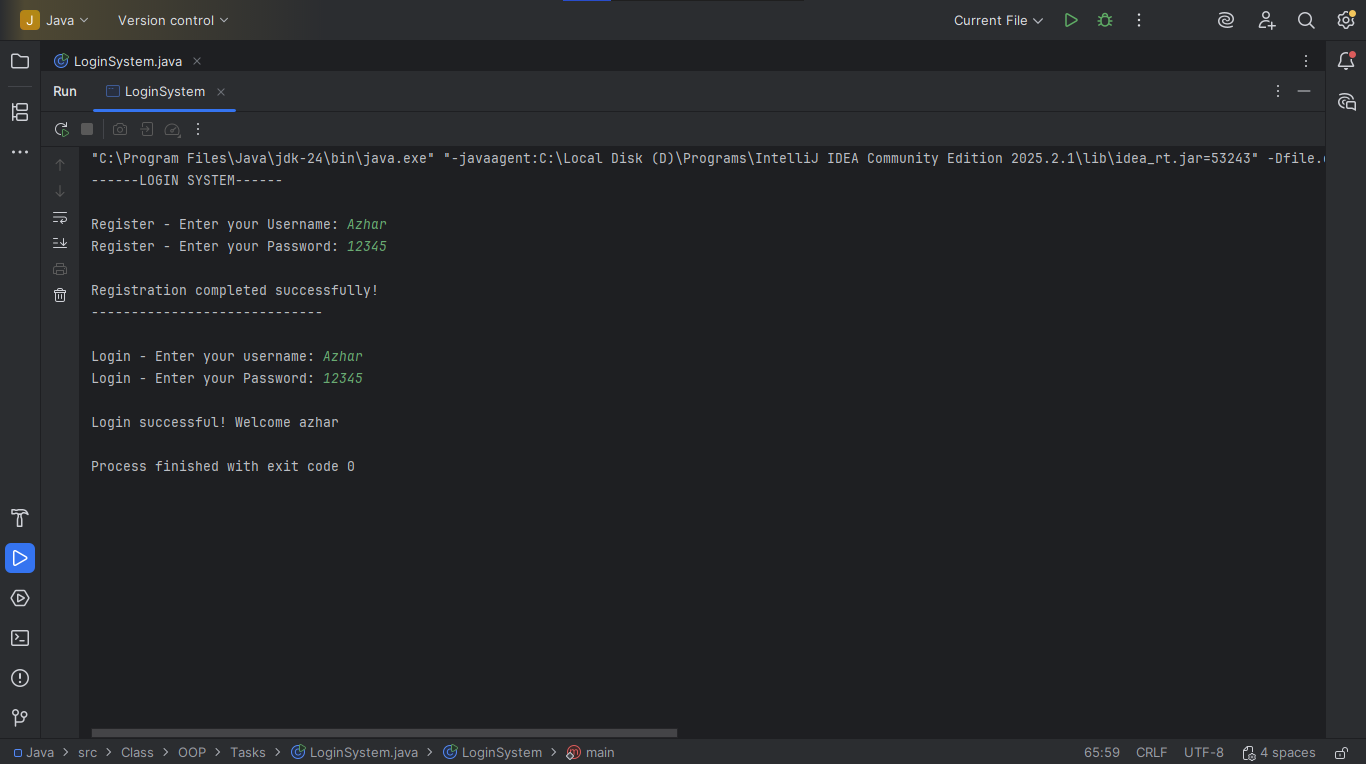 J Java Version control Current File
LoginSystem.java
Run LoginSystem
"C:\Program Files\Java\jdk-24\bin\java.exe" "-javaagent:C:\Local Disk (D)\Programs\IntelliJ IDEA Community Edition 2025.2.1\lib\idea_rt.jar=53243" -Dfile.
------LOGIN SYSTEM------
Register - Enter your Username: Azhar
Register - Enter your Password: 12345
Registration completed successfully!
-----------------------------
Login - Enter your username: Azhar
Login - Enter your Password: 12345
Login successful! Welcome azhar
Process finished with exit code 0
Java > src > Class > OOP > Tasks > LoginSystem.java > LoginSystem > main 65:59 CRLF UTF-8 4 spaces